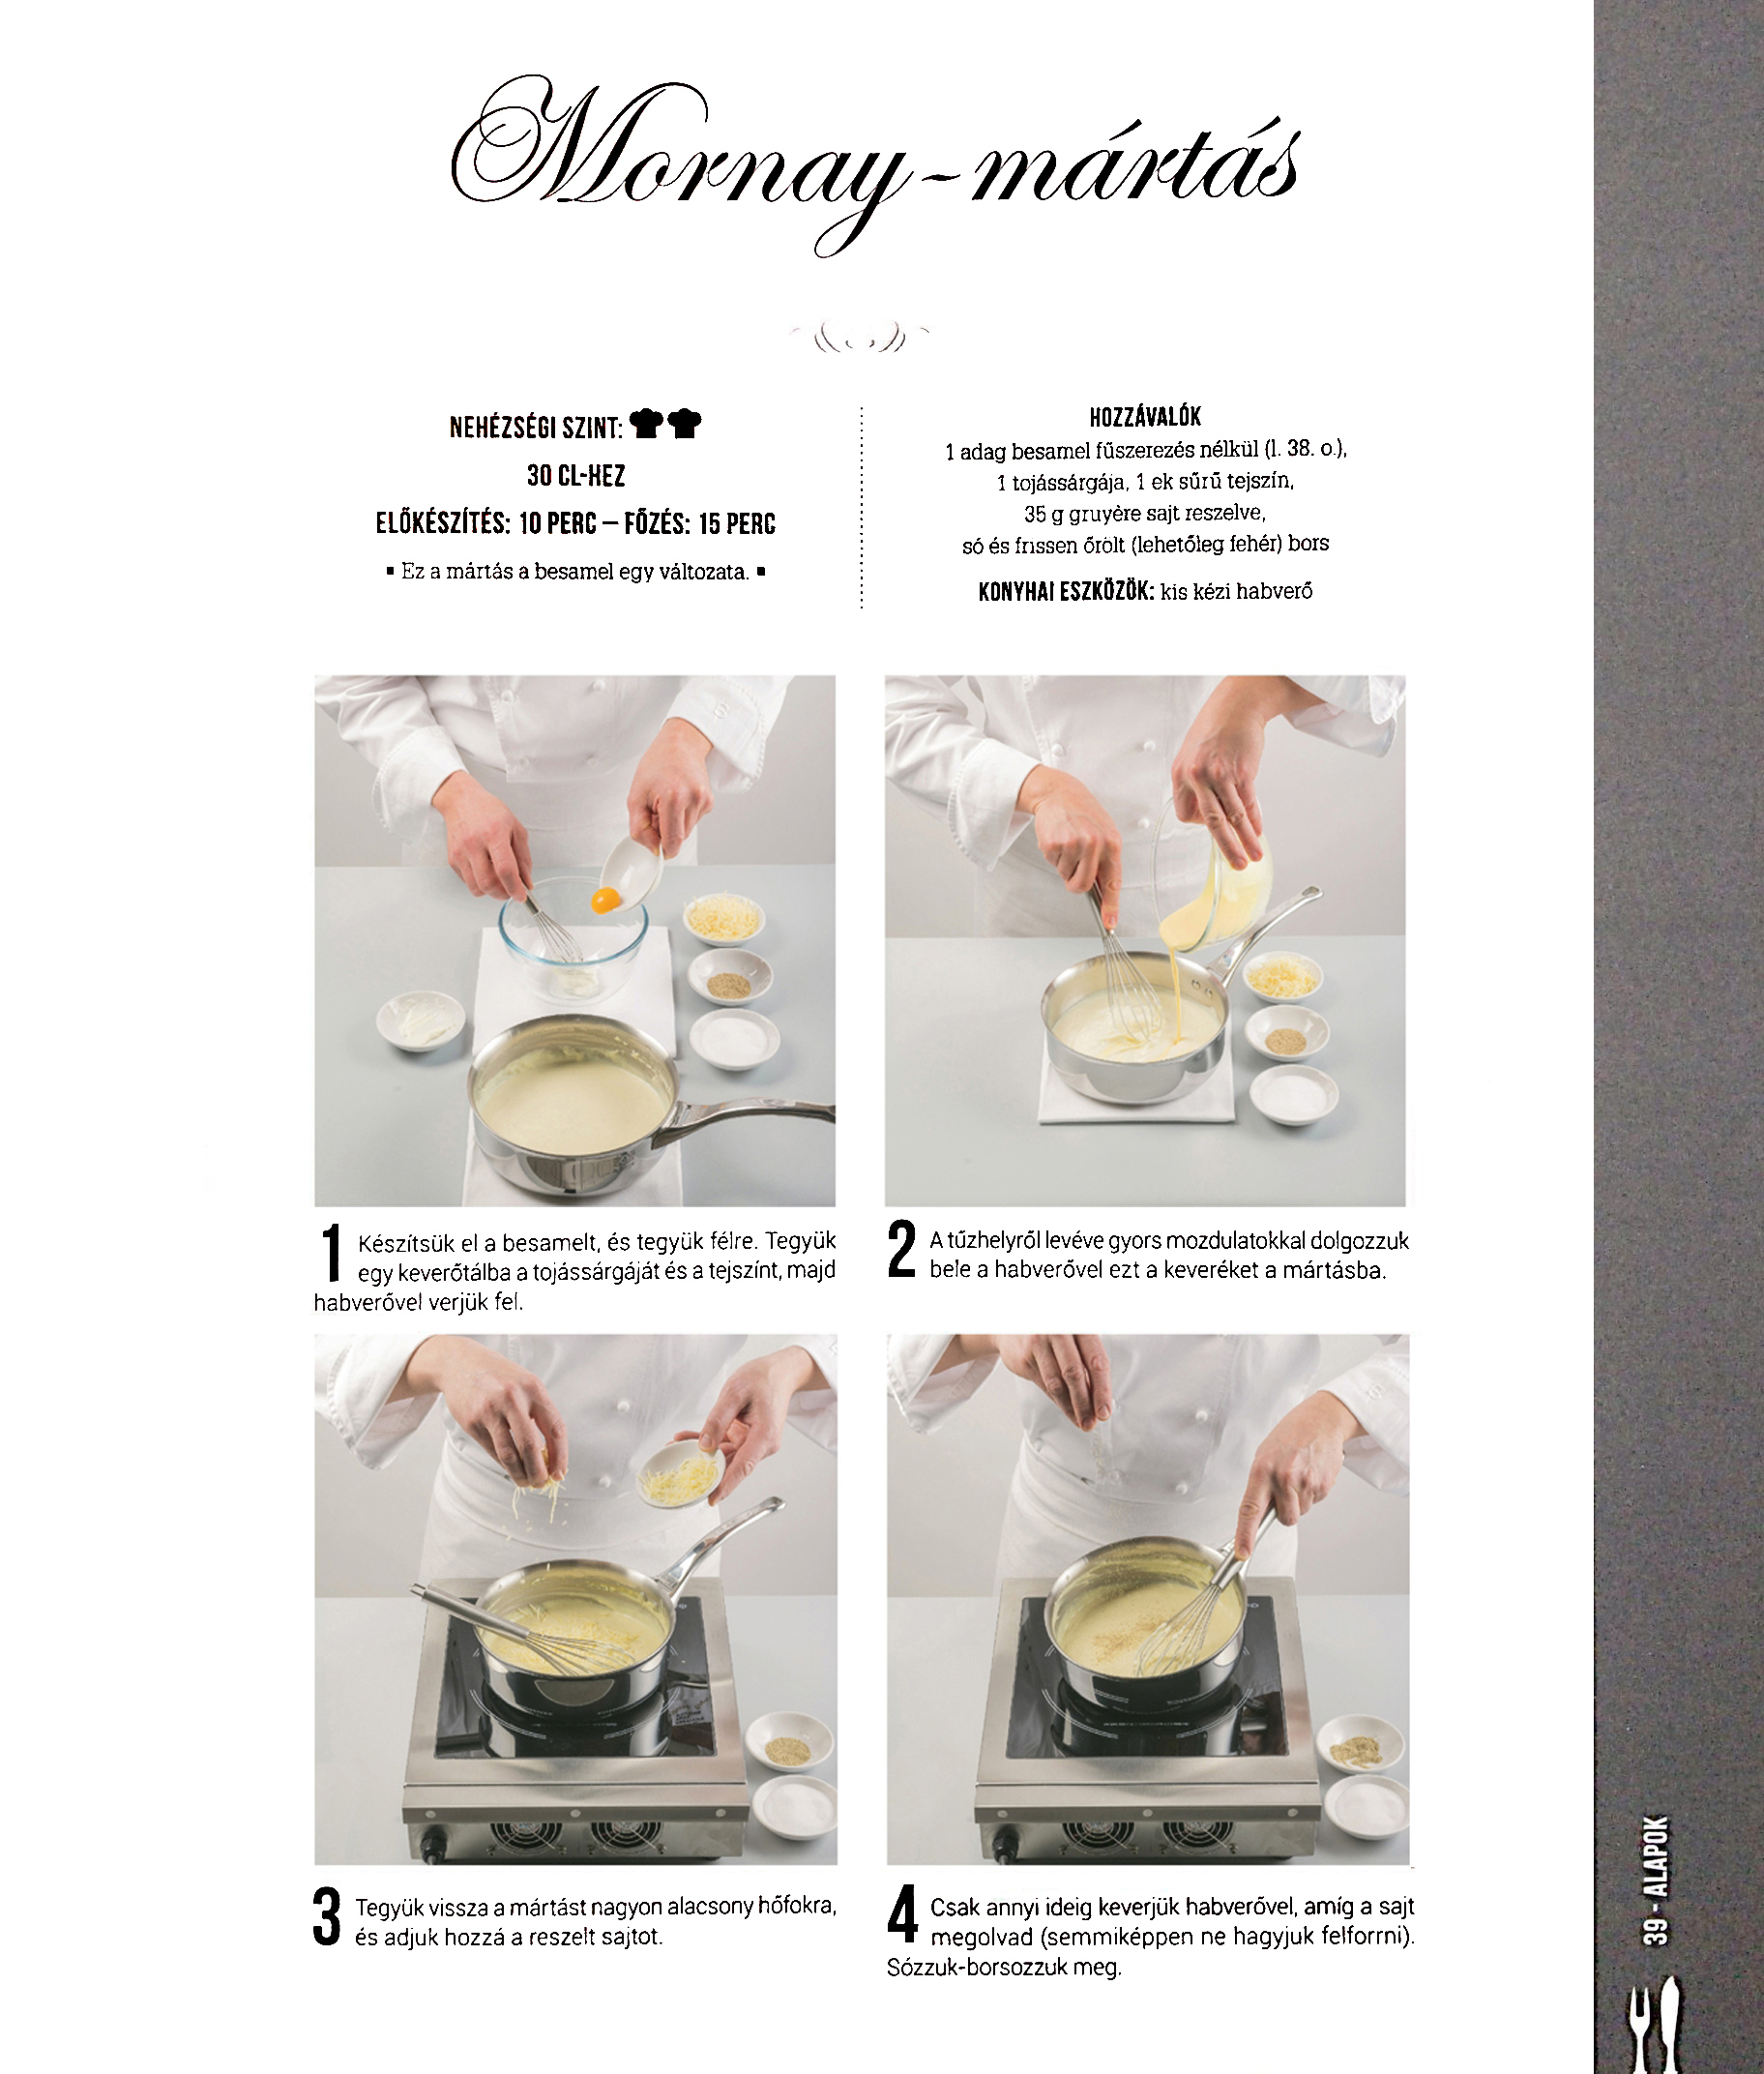 Mornay-mártás
NEHÉZSÉGI SZINT:
30 CL-HEZ
ELŐKÉSZÍTÉS: 10 PERC – FŐZÉS: 15 PERC
▪ Ez a mártás a besamel egy változata. ▪
HOZZÁVALÓK
1 adag besamel fűszerezés nélkül (l. 38. o.),
1 tojássárgája, 1 ek sűrű tejszín,
35 g gruyère sajt reszelve,
só és frissen őrölt (lehetőleg fehér) bors
KONYHAI ESZKÖZÖK: kis kézi habverő
1 Készítsük el a besamelt, és tegyük félre. Tegyük
egy keverőtálba a tojássárgáját és a tejszínt, majd
habverővel verjük fel.
2 A tűzhelyről levéve gyors mozdulatokkal dolgozzuk
bele a habverővel ezt a keveréket a mártásba.
3 Tegyük vissza a mártást nagyon alacsony hőfokra,
és adjuk hozzá a reszelt sajtot.
4 Csak annyi ideig keverjük habverővel, amíg a sajt
megolvad (semmiképpen ne hagyjuk felforrni).
Sózzuk-borsozzuk meg.
39 - ALAPOK